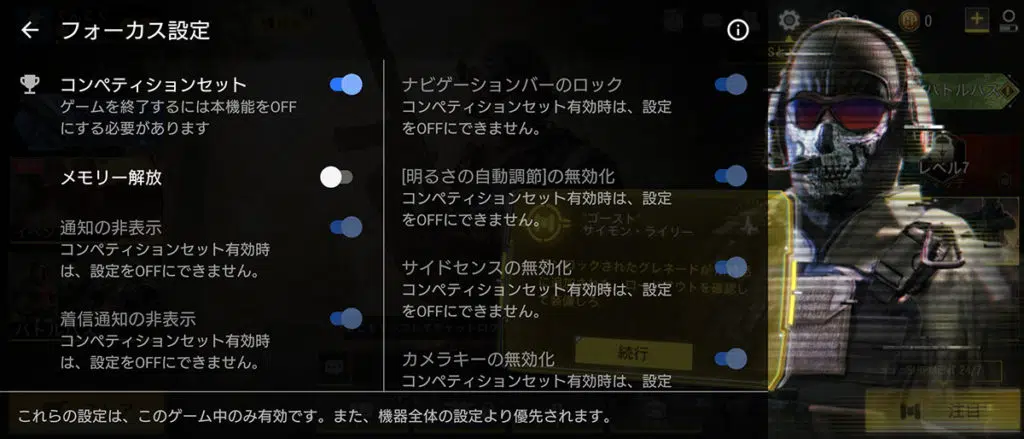 フォーカス設定
コンペティションセット
ゲームを終了するには本機能をOFF
にする必要があります
メモリー解放
通知の非表示
コンペティションセット有効時
は、設定をOFFにできません。
着信通知の非表示
コンペティションセット有効時
は、設定をOFFにできません。
ナビゲーションバーのロック
コンペティションセット有効時は、設定
をOFFにできません。
[明るさの自動調節]の無効化
コンペティションセット有効時は、設定
をOFFにできません。
サイドセンスの無効化
コンペティションセット有効時は、設定
をOFFにできません。
カメラキーの無効化
コンペティションセット有効時は、設定
これらの設定は、このゲーム中のみ有効です。また、機器全体の設定より優先されます。
CP 0
バトルパス
レベル7
"ゴースト"
サイモン・ライリー
続行
注目